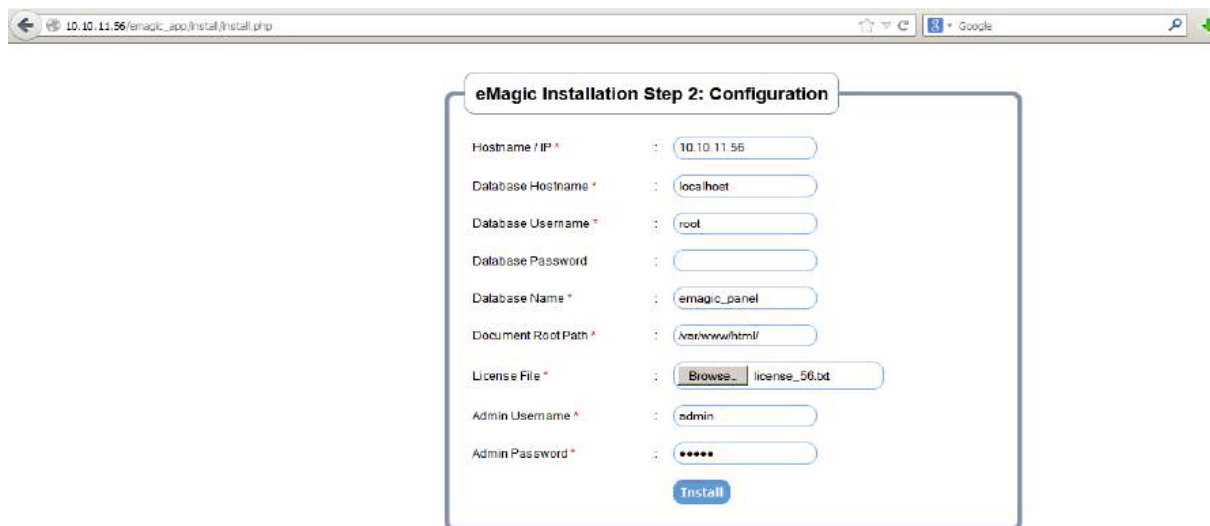 10.10.11.56/emagic_app/install/install.php
Google
eMagic Installation Step 2: Configuration
Hostname / IP * : 10.10.11.56
Database Hostname * : localhost
Database Username * : root
Database Password :
Database Name * : emagic_panel
Document Root Path * : /var/www/html/
License File * : Browse... license_56.txt
Admin Username * : admin
Admin Password * : •••••
Install